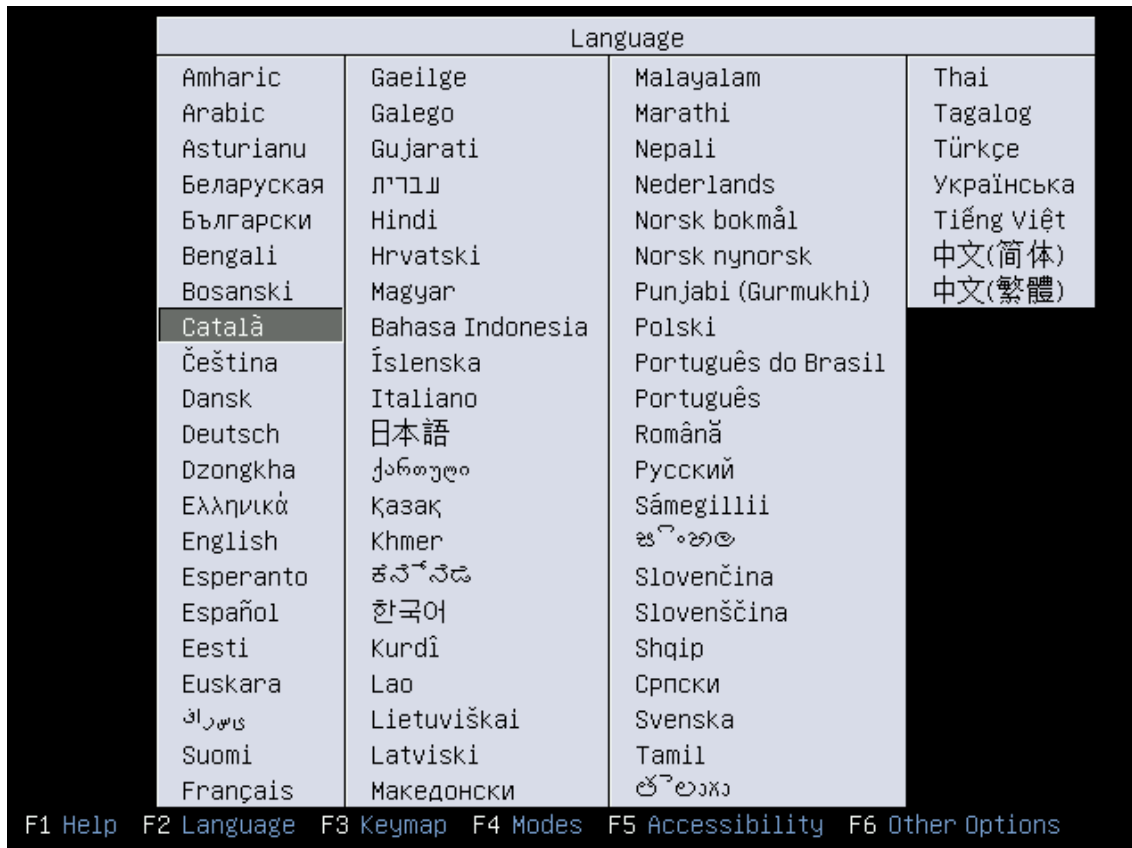 Language
Amharic
Arabic
Asturianu
Беларуская
Български
Bengali
Bosanski
Català
Čeština
Dansk
Deutsch
Dzongkha
Ελληνικά
English
Esperanto
Español
Eesti
Euskara
ﻰﺳرﺎﻓ
Suomi
Français
Gaeilge
Galego
Gujarati
עברית
Hindi
Hrvatski
Magyar
Bahasa Indonesia
Íslenska
Italiano
日本語
ქართული
Қазақ
Khmer
ಕನ್ನಡ
한국어
Kurdî
Lao
Lietuviškai
Latviski
Македонски
Malayalam
Marathi
Nepali
Nederlands
Norsk bokmål
Norsk nynorsk
Punjabi (Gurmukhi)
Polski
Português do Brasil
Português
Română
Русский
Sámegillii
සිංහල
Slovenčina
Slovenščina
Shqip
Српски
Svenska
Tamil
తెలుగు
Thai
Tagalog
Türkçe
Українська
Tiếng Việt
中文(简体)
中文(繁體)
F1 Help F2 Language F3 Keymap F4 Modes F5 Accessibility F6 Other Options